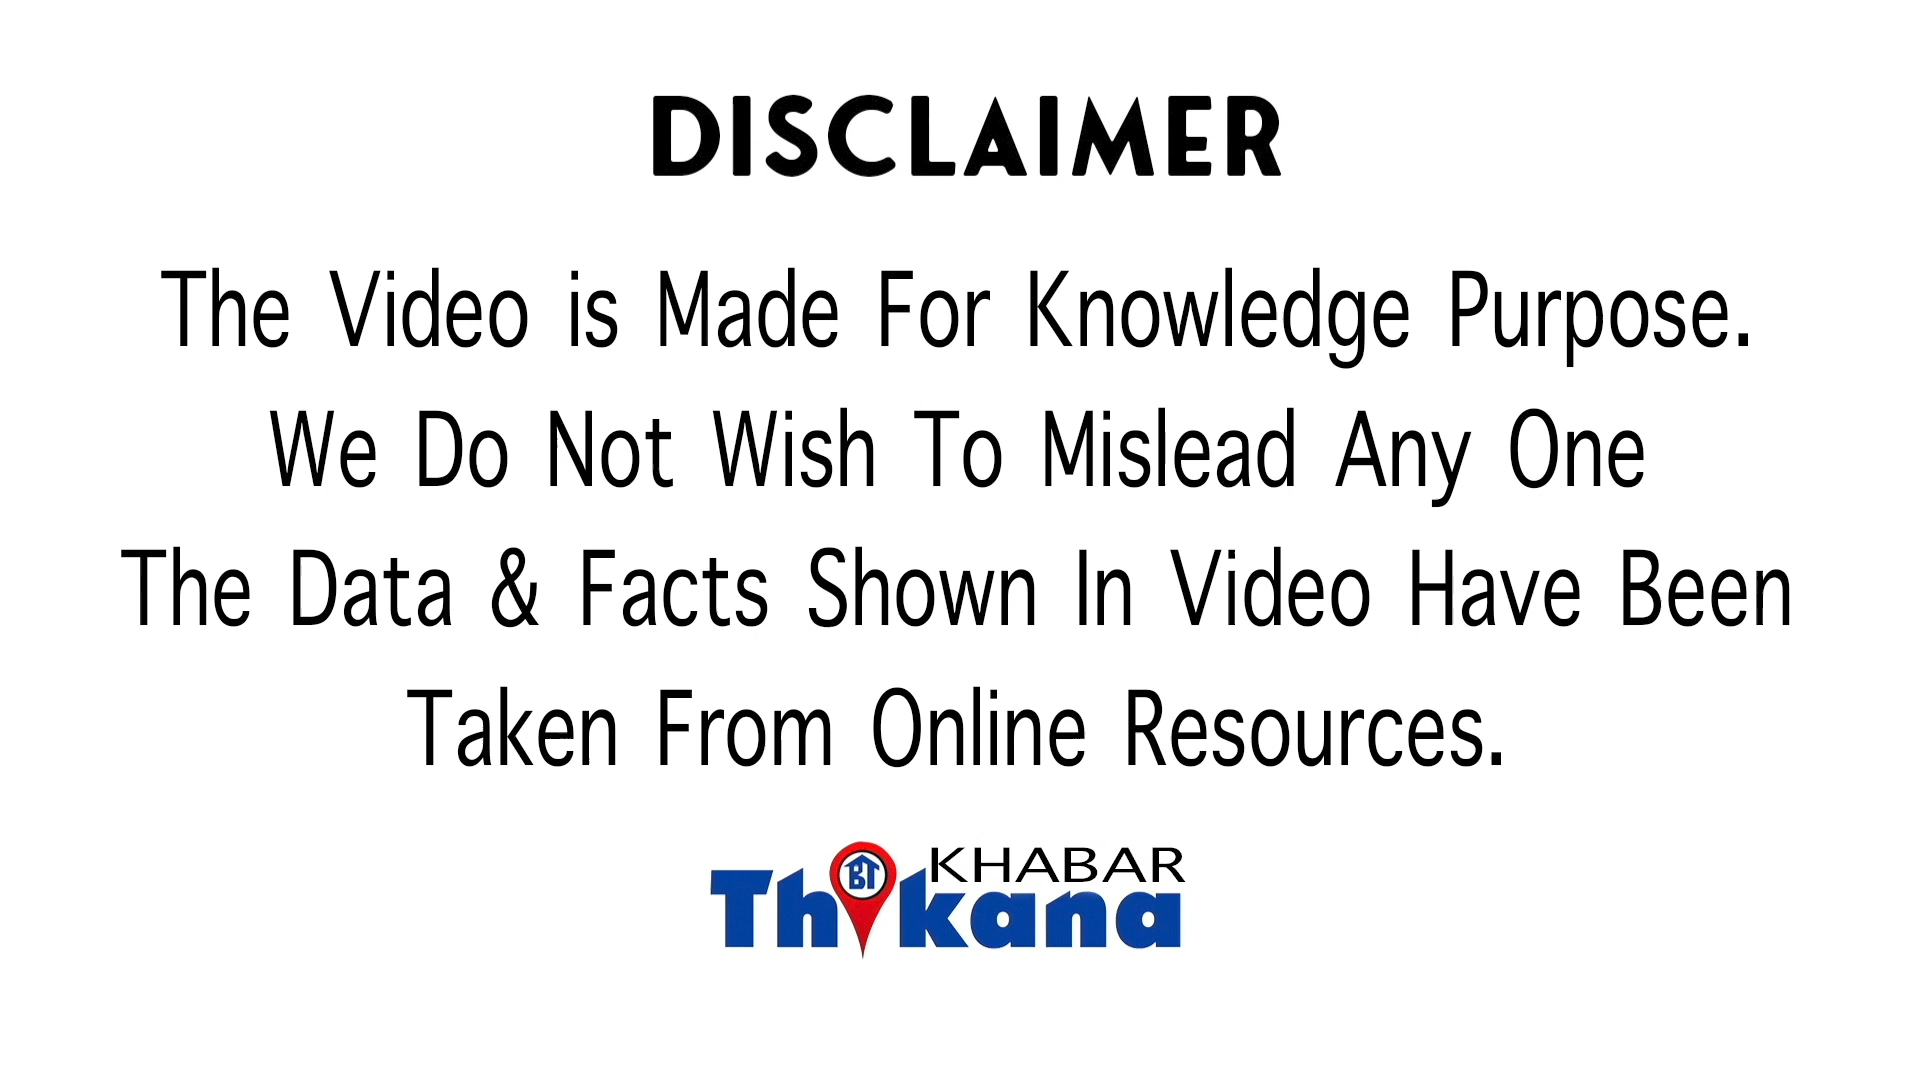 DISCLAIMER
The Video is Made For Knowledge Purpose.
We Do Not Wish To Mislead Any One
The Data & Facts Shown In Video Have Been
Taken From Online Resources.
KHABAR
BT
Thikana